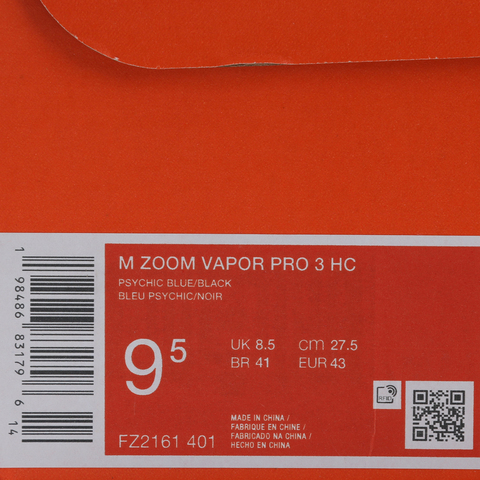 M ZOOM VAPOR PRO 3 HC
PSYCHIC BLUE/BLACK
BLEU PSYCHIC/NOIR
9⁵
UK 8.5 cm 27.5
BR 41 EUR 43
RFID
MADE IN CHINA /
FABRIQUE EN CHINE /
FABRICADO NA CHINA /
HECHO EN CHINA
FZ2161 401
1 98486 83179 6 14